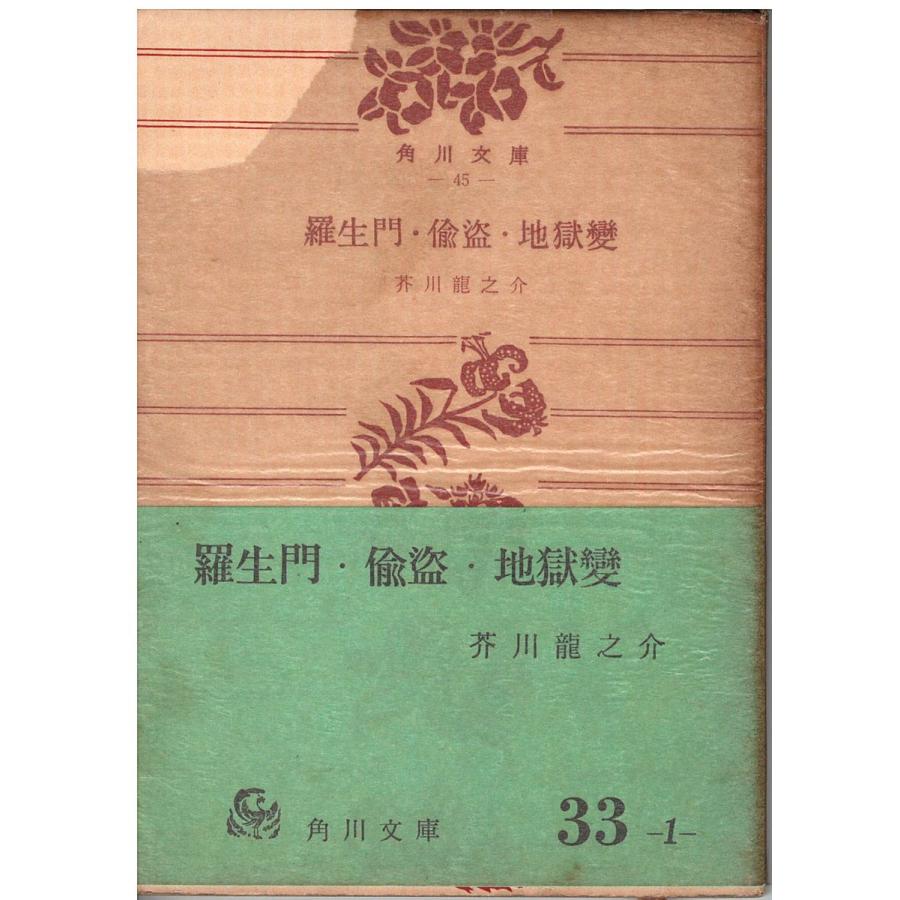 角川文庫
— 45 —
羅生門・偸盗・地獄變
芥川龍之介
羅生門・偸盗・地獄變
芥川龍之介
角川文庫 33 —1—